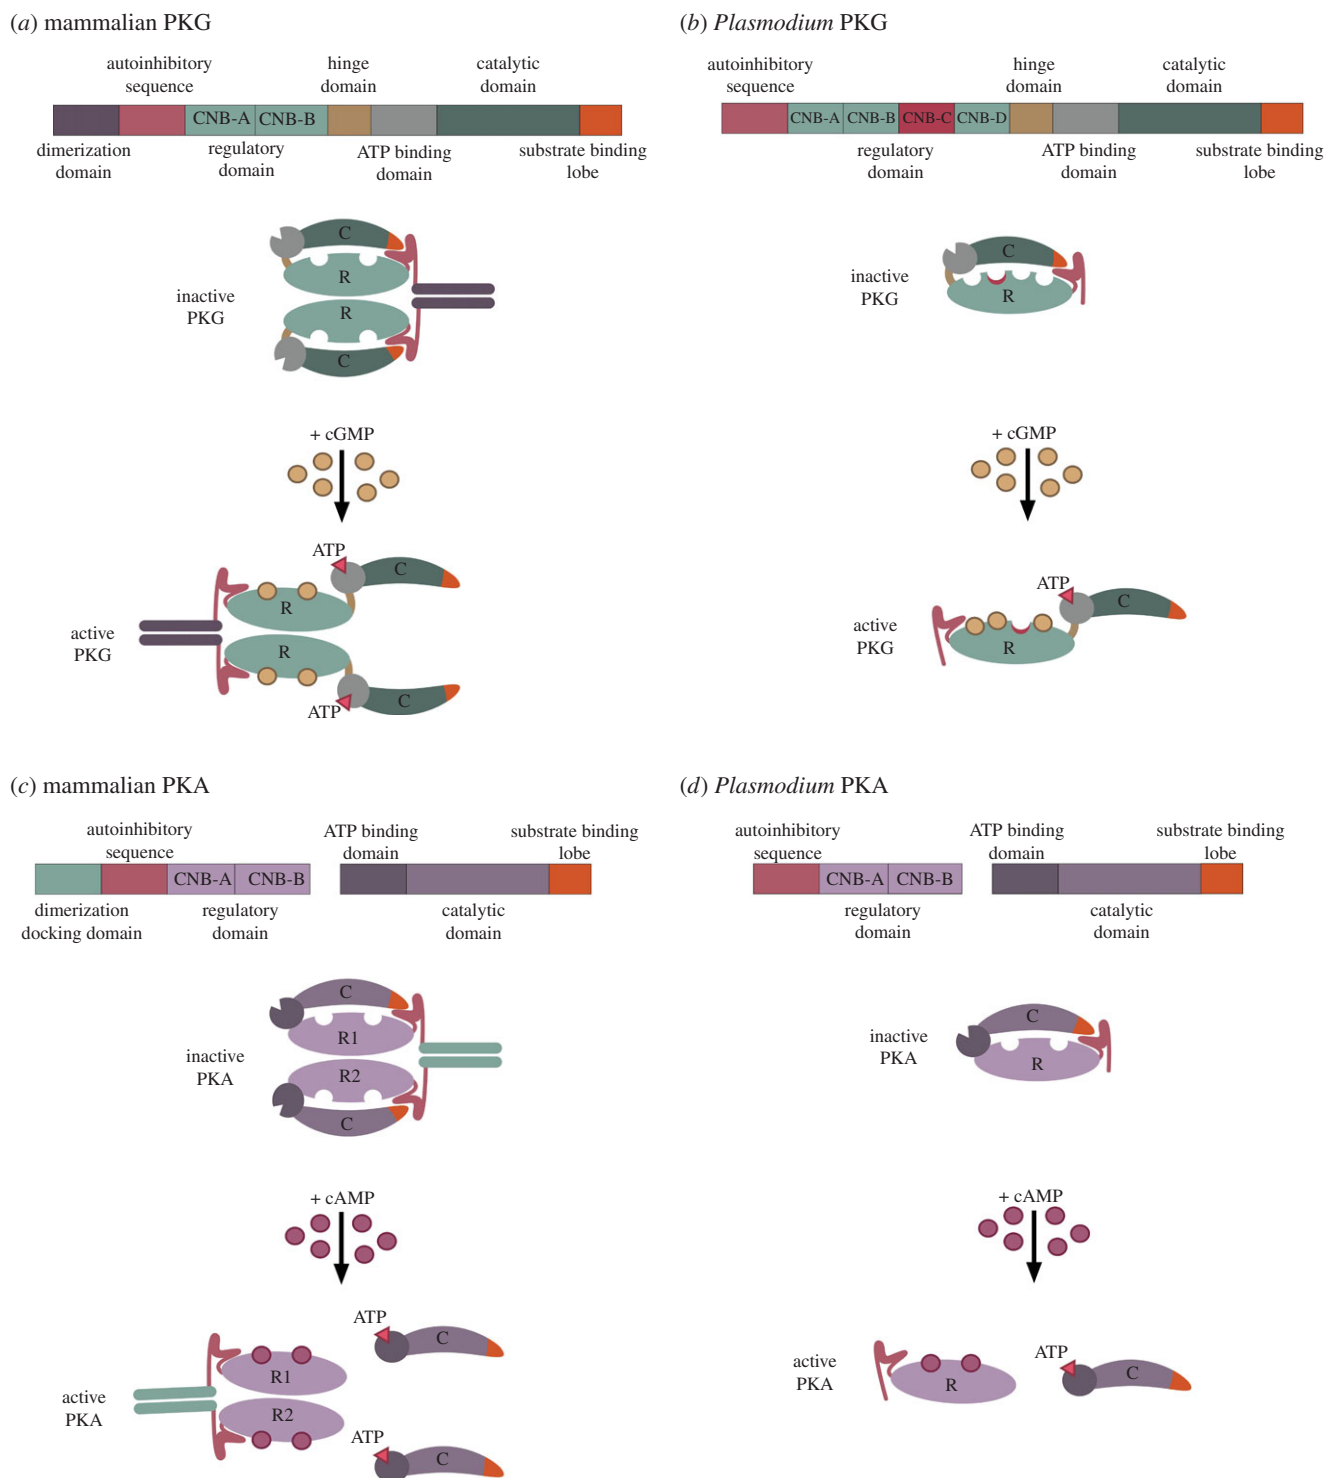 (a) mammalian PKG
autoinhibitory
sequence
hinge
domain
catalytic
domain
CNB-A
CNB-B
dimerization
domain
regulatory
domain
ATP binding
domain
substrate binding
lobe
C
R
inactive
PKG
R
C
+ cGMP
ATP
C
R
active
PKG
R
ATP
C
(b) Plasmodium PKG
autoinhibitory
sequence
hinge
domain
catalytic
domain
CNB-A
CNB-B
CNB-C
CNB-D
regulatory
domain
ATP binding
domain
substrate binding
lobe
C
inactive
PKG
R
+ cGMP
ATP
C
active
PKG
R
(c) mammalian PKA
autoinhibitory
sequence
ATP binding
domain
substrate binding
lobe
CNB-A
CNB-B
dimerization
docking domain
regulatory
domain
catalytic
domain
C
R1
inactive
PKA
R2
C
+ cAMP
ATP
C
R1
active
PKA
R2
ATP
C
(d) Plasmodium PKA
autoinhibitory
sequence
ATP binding
domain
substrate binding
lobe
CNB-A
CNB-B
regulatory
domain
catalytic
domain
C
inactive
PKA
R
+ cAMP
ATP
active
PKA
R
C